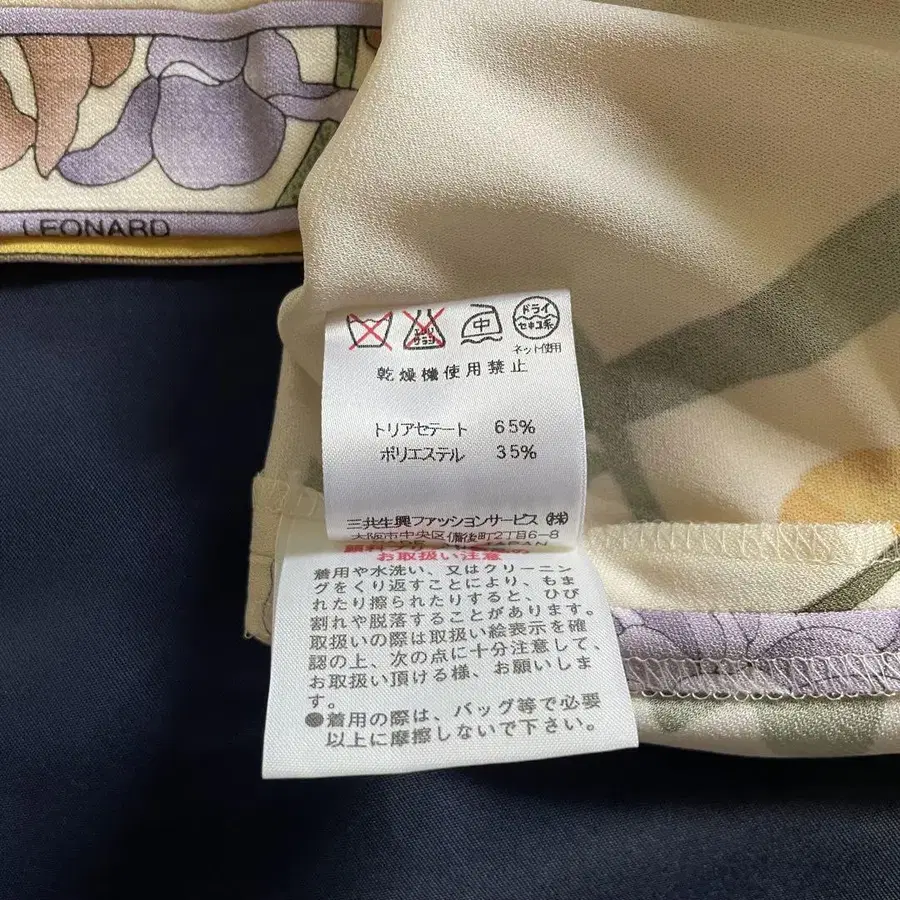 LEONARD
エンソ
サラシ
中
ドライ
セキユ系
ネット使用
乾燥機使用禁止
トリアセテート 65%
ポリエステル 35%
三共生興ファッションサービス (株)
大阪市中央区備後町2丁目6-8
お取扱い注意
着用や水洗い、又はクリーニン
グをくり返すことにより、もま
れたり擦られたりすると、ひび
割れや脱落することがあります。
取扱いの際は取扱い絵表示を確
認の上、次の点に十分注意して、
お取扱い頂ける様、お願いしま
す。
●着用の際は、バッグ等で必要
以上に摩擦しないで下さい。